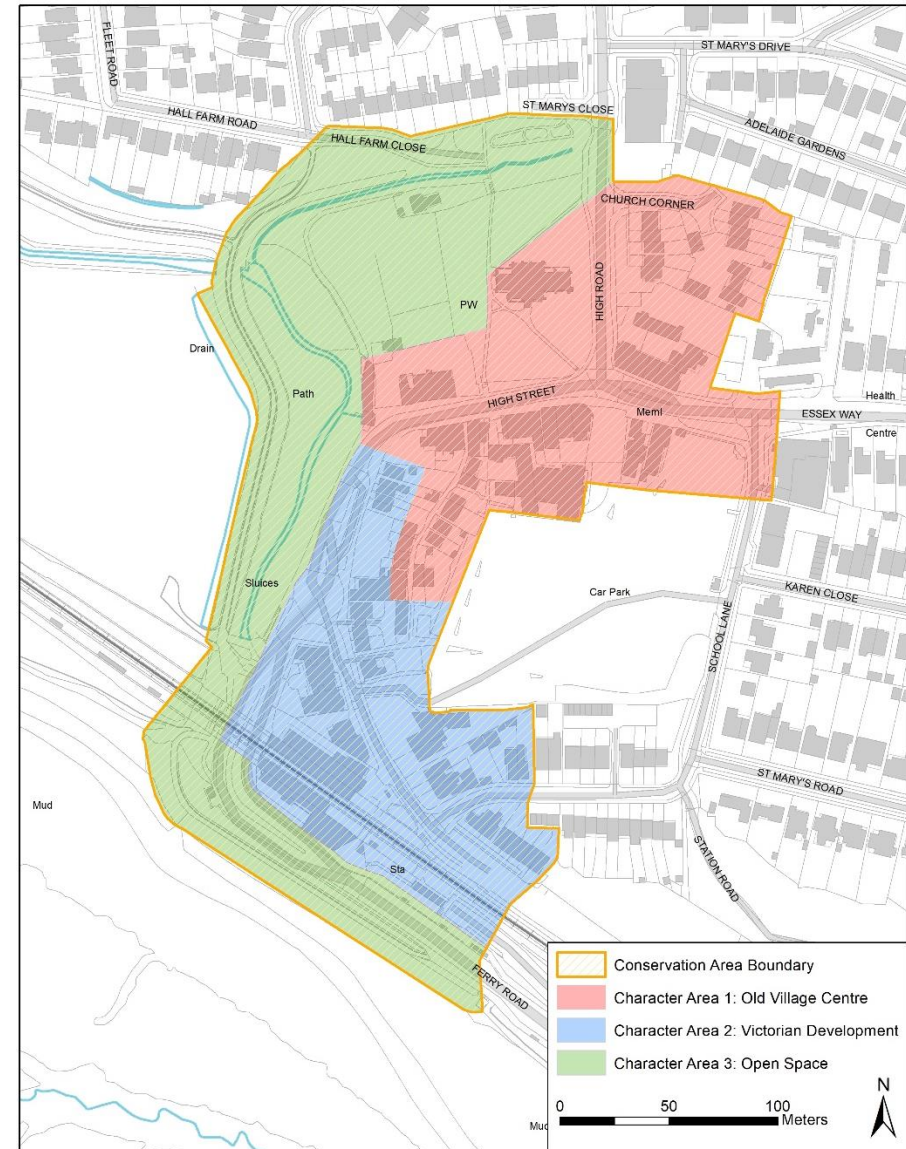 FLEET ROAD
ST MARY'S DRIVE
HALL FARM ROAD
ST MARYS CLOSE
ADELAIDE GARDENS
HALL FARM CLOSE
CHURCH CORNER
HIGH ROAD
PW
Drain
Path
HIGH STREET
Meml
Health
Centre
ESSEX WAY
Sluices
Car Park
KAREN CLOSE
SCHOOL LANE
ST MARY'S ROAD
Mud
STATION ROAD
Sta
FERRY ROAD
Conservation Area Boundary
Character Area 1: Old Village Centre
Character Area 2: Victorian Development
Character Area 3: Open Space
N
0 50 100
Meters
Mud